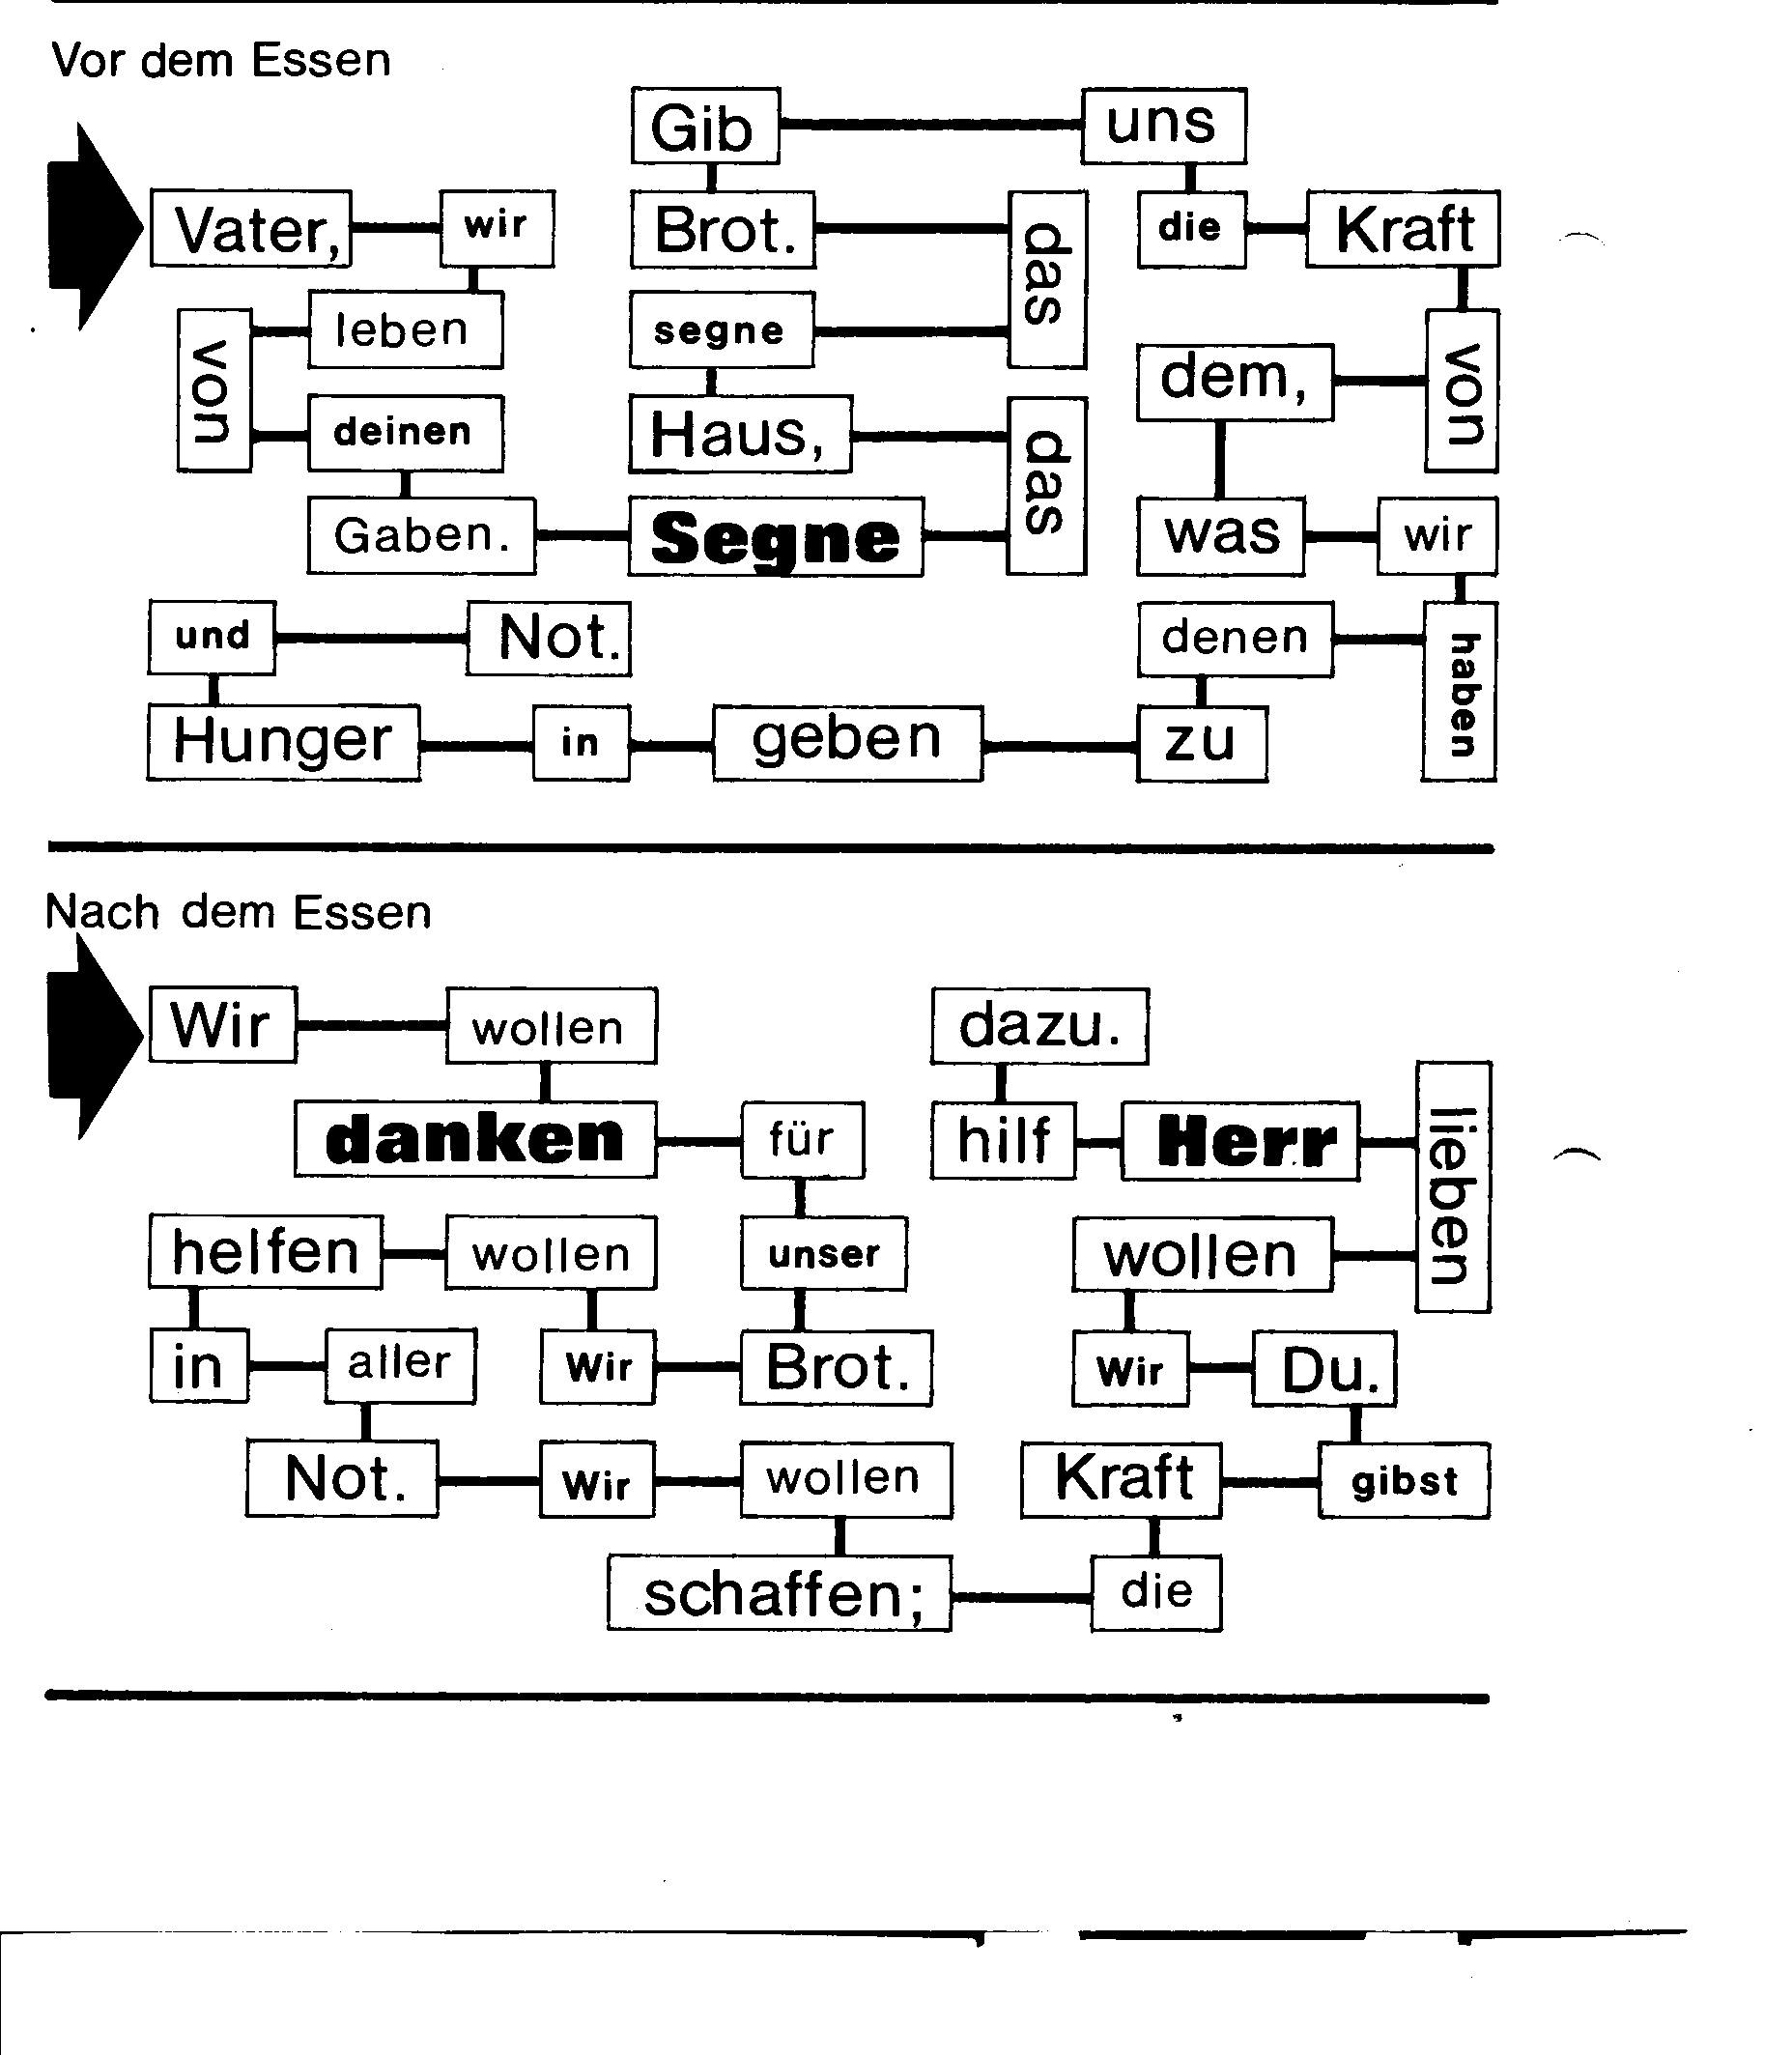 Vor dem Essen
Vater, wir
leben
von
deinen
Gaben. Segne
das
Haus,
segne
das
Brot.
Gib uns
die Kraft
von
dem,
was wir
haben
denen
zu geben in Hunger
und Not.
Nach dem Essen
Wir wollen
danken für
unser
Brot. Wir
wollen helfen
in aller
Not. Wir wollen
schaffen; die
Kraft gibst
Du. Wir
wollen
lieben
Herr hilf
dazu.